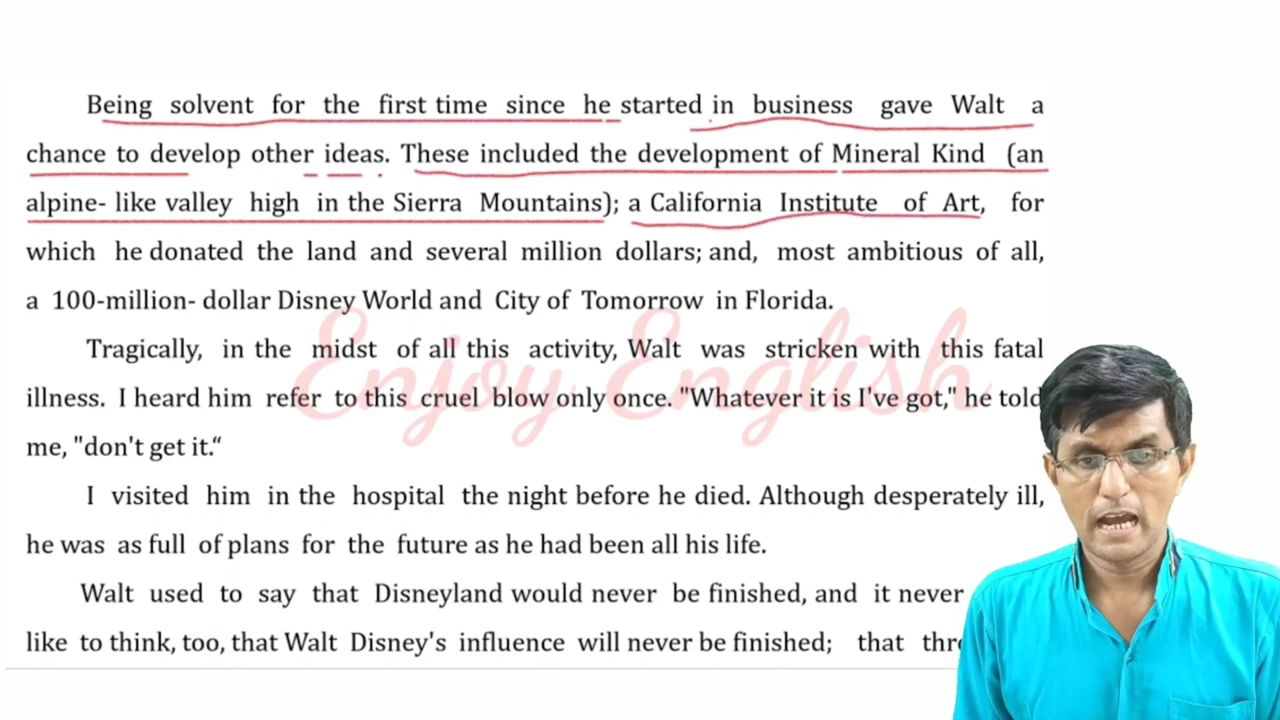 Being solvent for the first time since he started in business gave Walt a
chance to develop other ideas. These included the development of Mineral Kind (an
alpine- like valley high in the Sierra Mountains); a California Institute of Art, for
which he donated the land and several million dollars; and, most ambitious of all,
a 100-million- dollar Disney World and City of Tomorrow in Florida.
Enjoy English
Tragically, in the midst of all this activity, Walt was stricken with this fatal
illness. I heard him refer to this cruel blow only once. "Whatever it is I've got," he told
me, "don't get it.“
I visited him in the hospital the night before he died. Although desperately ill,
he was as full of plans for the future as he had been all his life.
Walt used to say that Disneyland would never be finished, and it never
like to think, too, that Walt Disney's influence will never be finished; that